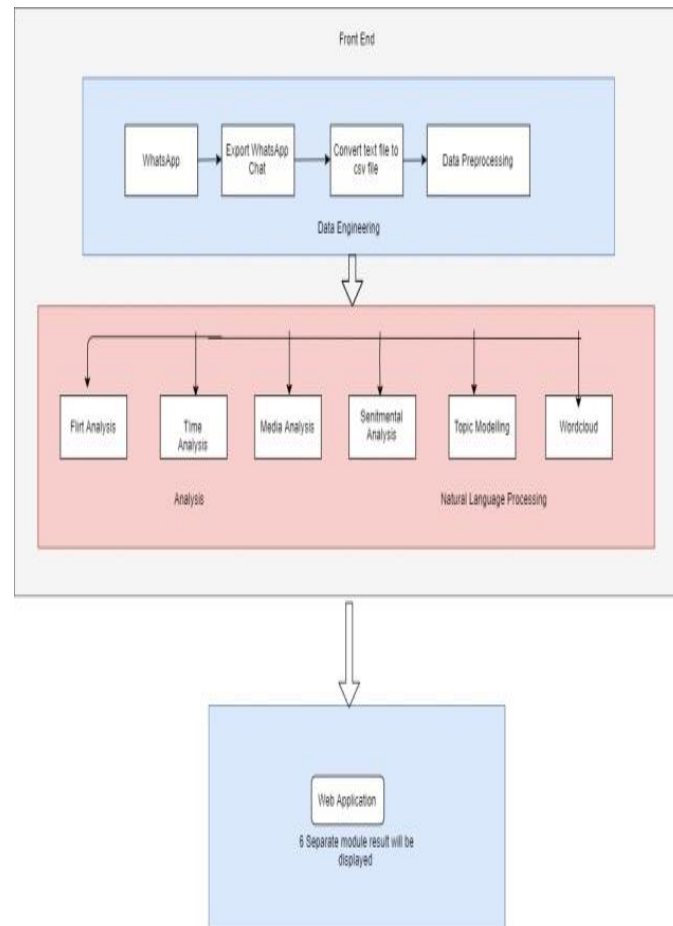 Front End
WhatsApp
Export WhatsApp
Chat
Convert text file to
csv file
Data Preprocessing
Data Engineering
Flirt Analysis
Time
Analysis
Media Analysis
Senitmental
Analysis
Topic Modelling
Wordcloud
Analysis
Natural Language Processing
Web Application
6 Separate module result will be
displayed